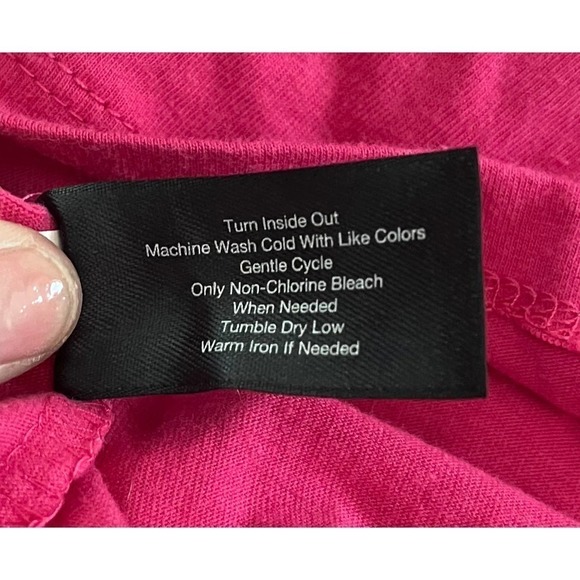 Turn Inside Out
Machine Wash Cold With Like Colors
Gentle Cycle
Only Non-Chlorine Bleach
When Needed
Tumble Dry Low
Warm Iron If Needed